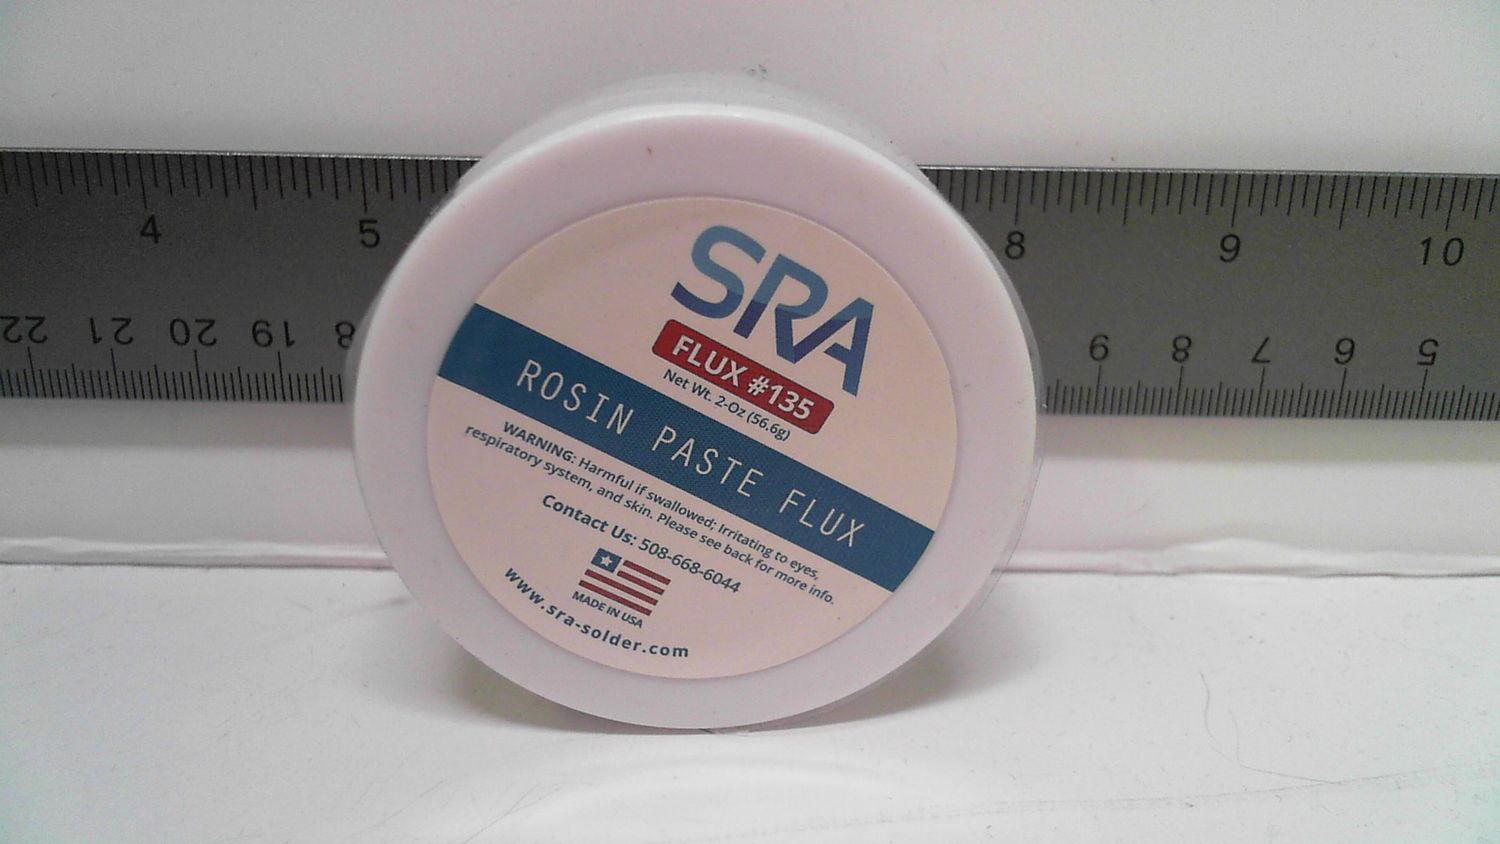 4 5 8 9 10
22 21 20 19 18 9 8 7 6 5
SRA
FLUX #135
Net Wt. 2-Oz (56.6g)
ROSIN PASTE FLUX
WARNING: Harmful if swallowed; Irritating to eyes,
respiratory system, and skin. Please see back for more info.
Contact Us: 508-668-6044
MADE IN USA
www.sra-solder.com